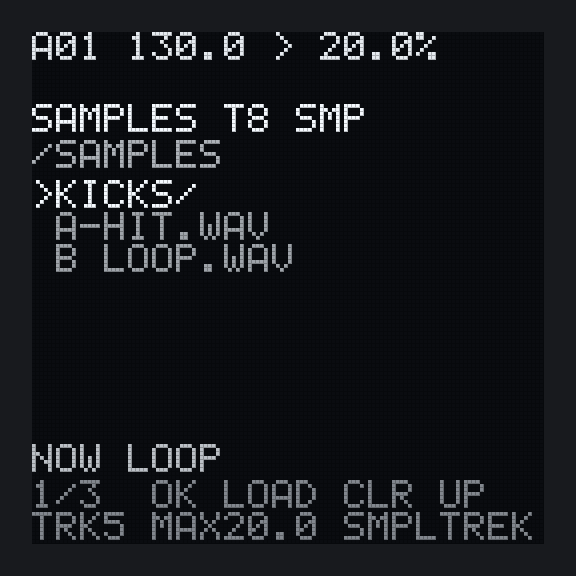 A01 130.0 > 20.0%
SAMPLES T8 SMP
/SAMPLES
>KICKS/
A-HIT.WAV
B LOOP.WAV
NOW LOOP
1/3 OK LOAD CLR UP
TRK5 MAX20.0 SMPLTREK